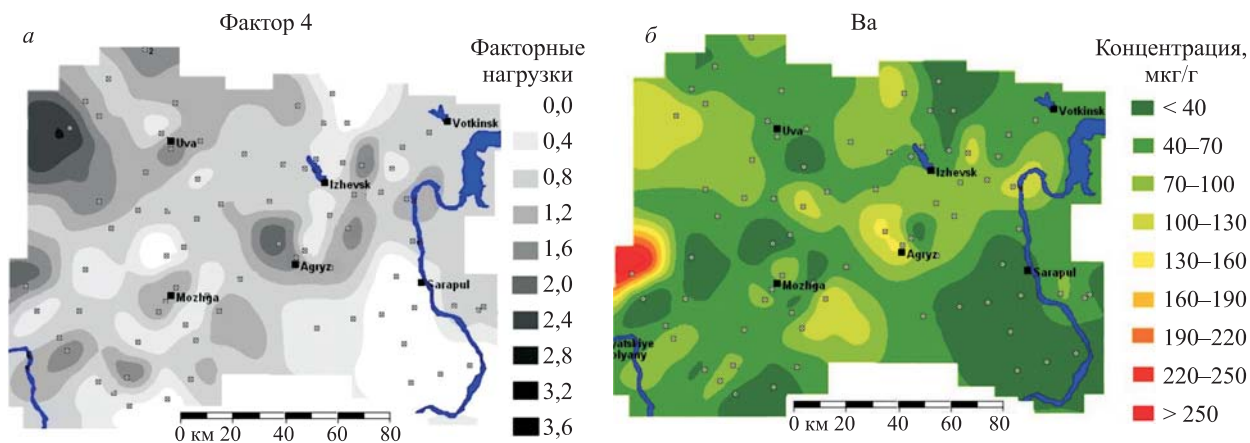 Фактор 4
а
Факторные
нагрузки
0,0
0,4
0,8
1,2
1,6
2,0
2,4
2,8
3,2
3,6
2
Votkinsk
Uva
Izhevsk
Agryz
Sarapul
Mozhga
0 км 20 40 60 80
Ba
б
Концентрация,
мкг/г
< 40
40–70
70–100
100–130
130–160
160–190
190–220
220–250
> 250
Votkinsk
Uva
Izhevsk
Agryz
Sarapul
Mozhga
yatskiye
olyany
0 км 20 40 60 80